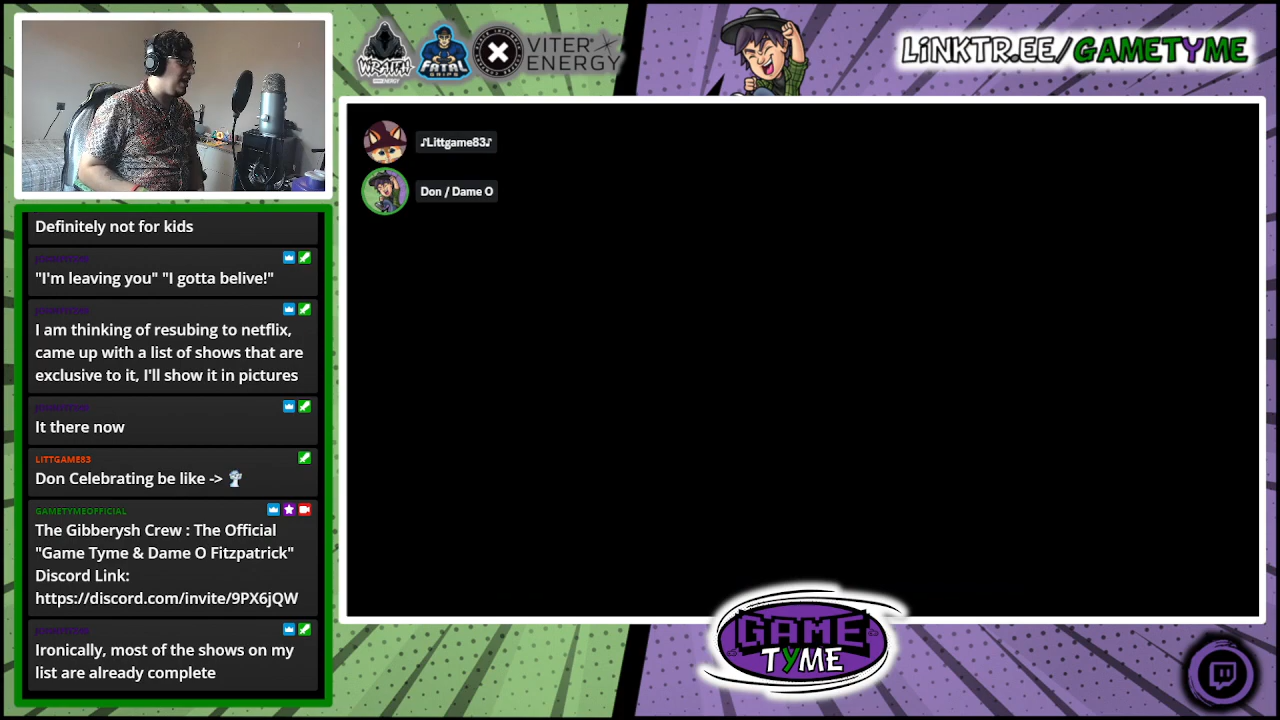 WRAITH
FATAL
GRIPS
VITER
ENERGY
LiNKTR.EE/GAMETYME
♪Littgame83♪
Don / Dame O
Definitely not for kids
"I'm leaving you" "I gotta belive!"
I am thinking of resubing to netflix,
came up with a list of shows that are
exclusive to it, I'll show it in pictures
It there now
LITTGAME83
Don Celebrating be like ->
GAMETYMEOFFICIAL
The Gibberysh Crew : The Official
"Game Tyme & Dame O Fitzpatrick"
Discord Link:
https://discord.com/invite/9PX6jQW
Ironically, most of the shows on my
list are already complete
GAME
TYME